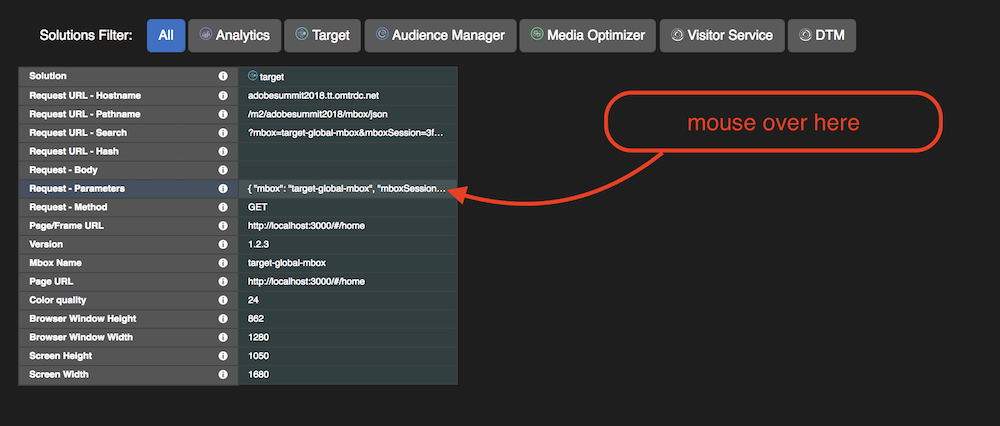 Solutions Filter: All Analytics Target Audience Manager Media Optimizer Visitor Service DTM
Solution target
Request URL - Hostname adobesummit2018.tt.omtrdc.net
Request URL - Pathname /m2/adobesummit2018/mbox/json
Request URL - Search ?mbox=target-global-mbox&mboxSession=3f...
mouse over here
Request URL - Hash
Request - Body
Request - Parameters { "mbox": "target-global-mbox", "mboxSession...
Request - Method GET
Page/Frame URL http://localhost:3000/#/home
Version 1.2.3
Mbox Name target-global-mbox
Page URL http://localhost:3000/#/home
Color quality 24
Browser Window Height 862
Browser Window Width 1280
Screen Height 1050
Screen Width 1680